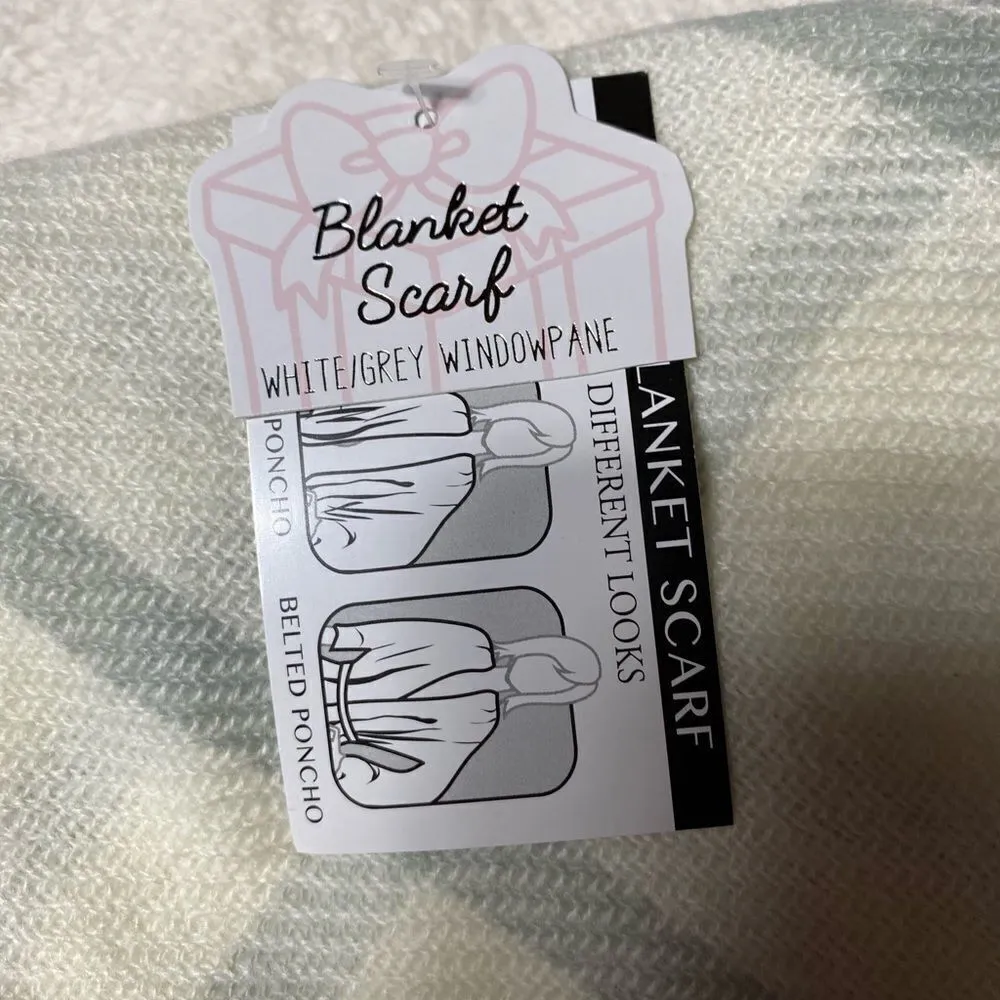 Blanket
Scarf
WHITE/GREY WINDOWPANE
LANKET SCARF
DIFFERENT LOOKS
PONCHO
BELTED PONCHO